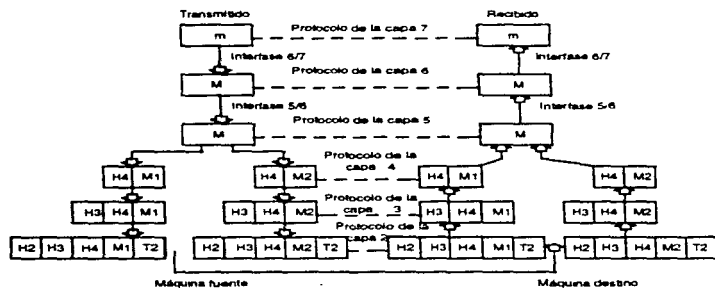 Transmitido Recibido
m Protocolo de la capa 7 m
Interfase 6/7 Interfase 6/7
M Protocolo de la capa 6 M
Interfase 5/6 Interfase 5/6
M Protocolo de la capa 5 M
H4 M1 H4 M2 Protocolo de la capa 4 H4 M1 H4 M2
H3 H4 M1 H3 H4 M2 Protocolo de la capa 3 H3 H4 M1 H3 H4 M2
H2 H3 H4 M1 T2 H2 H3 H4 M2 T2 Protocolo de la capa 2 H2 H3 H4 M1 T2 H2 H3 H4 M2 T2
Máquina fuente Máquina destino